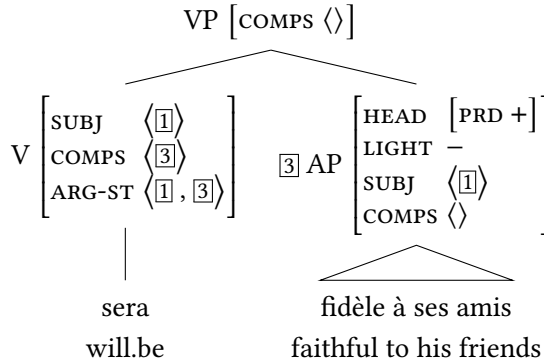 VP [COMPS ⟨⟩]
V [SUBJ ⟨1⟩ COMPS ⟨3⟩ ARG-ST ⟨1, 3⟩]
3 AP [HEAD [PRD +] LIGHT – SUBJ ⟨1⟩ COMPS ⟨⟩]
sera
will.be
fidèle à ses amis
faithful to his friends